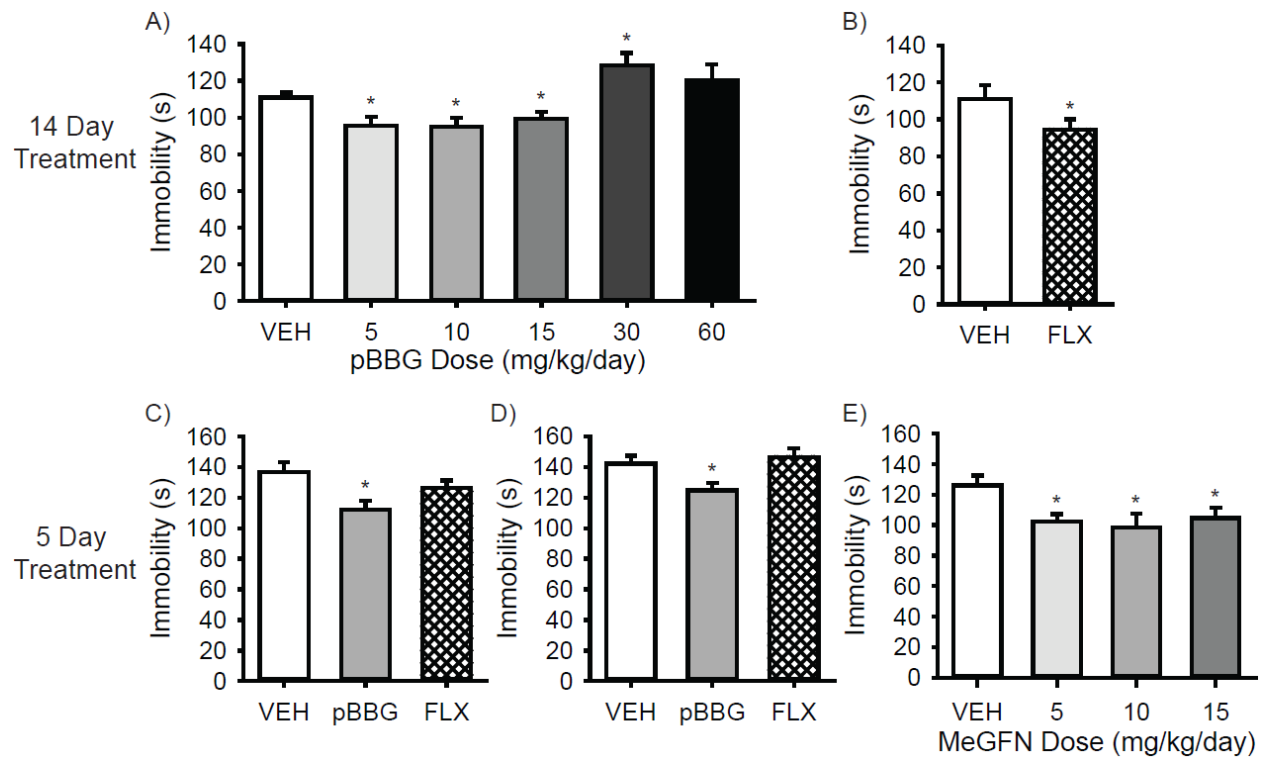 A)
B)
14 Day
Treatment
Immobility (s)
140
120
100
80
60
40
20
0
*
*
*
*
VEH 5 10 15 30 60
pBBG Dose (mg/kg/day)
Immobility (s)
140
120
100
80
60
40
20
0
*
VEH FLX
C)
D)
E)
5 Day
Treatment
Immobility (s)
160
140
120
100
80
60
40
20
0
*
VEH pBBG FLX
Immobility (s)
160
140
120
100
80
60
40
20
0
*
VEH pBBG FLX
Immobility (s)
160
140
120
100
80
60
40
20
0
*
*
*
VEH 5 10 15
MeGFN Dose (mg/kg/day)